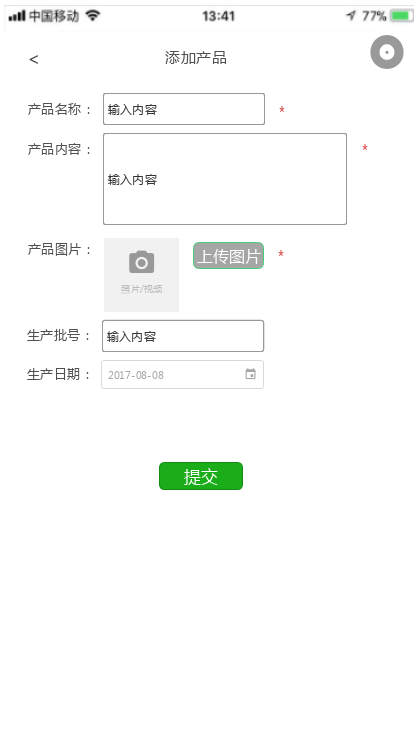 中国移动 13:41 77%
< 添加产品
产品名称： 输入内容 *
产品内容： 输入内容 *
产品图片： 照片/视频 上传图片 *
生产批号： 输入内容
生产日期： 2017-08-08
提交